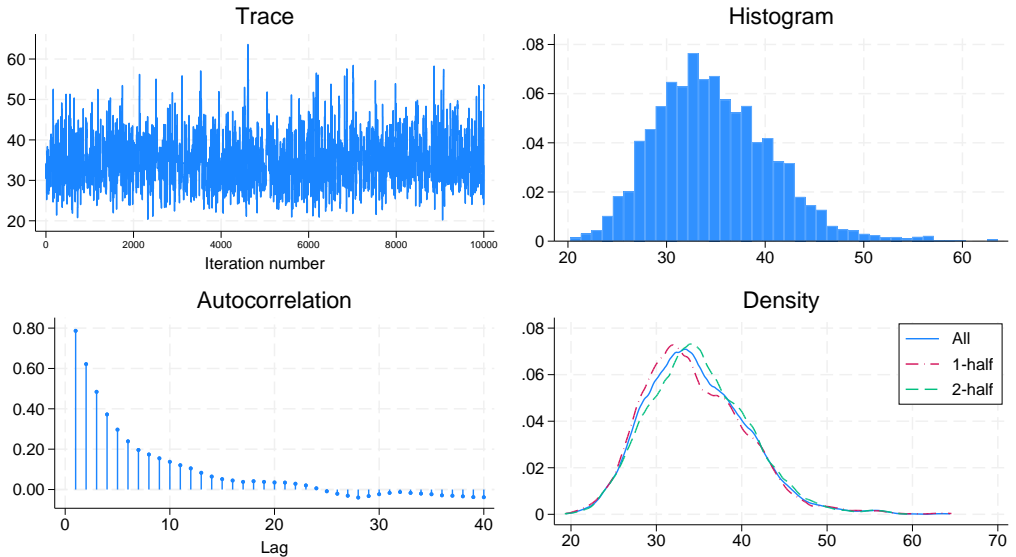 Trace
60
50
40
30
20
0 2000 4000 6000 8000 10000
Iteration number
Histogram
.08
.06
.04
.02
0
20 30 40 50 60
Autocorrelation
0.80
0.60
0.40
0.20
0.00
0 10 20 30 40
Lag
Density
.08
.06
.04
.02
0
20 30 40 50 60 70
All
1-half
2-half